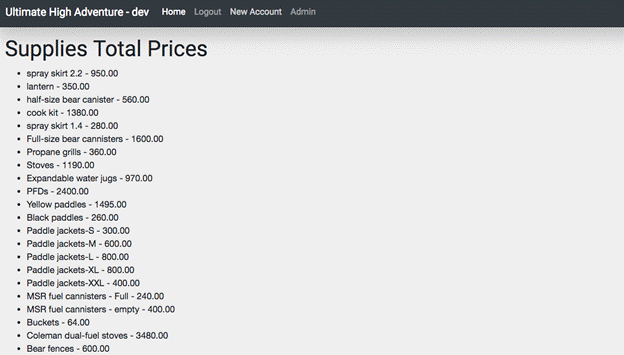 Ultimate High Adventure - dev Home Logout New Account Admin
Supplies Total Prices
• spray skirt 2.2 - 950.00
• lantern - 350.00
• half-size bear canister - 560.00
• cook kit - 1380.00
• spray skirt 1.4 - 280.00
• Full-size bear cannisters - 1600.00
• Propane grills - 360.00
• Stoves - 1190.00
• Expandable water jugs - 970.00
• PFDs - 2400.00
• Yellow paddles - 1495.00
• Black paddles - 260.00
• Paddle jackets-S - 300.00
• Paddle jackets-M - 600.00
• Paddle jackets-L - 800.00
• Paddle jackets-XL - 800.00
• Paddle jackets-XXL - 400.00
• MSR fuel cannisters - Full - 240.00
• MSR fuel cannisters - empty - 400.00
• Buckets - 64.00
• Coleman dual-fuel stoves - 3480.00
• Bear fences - 600.00